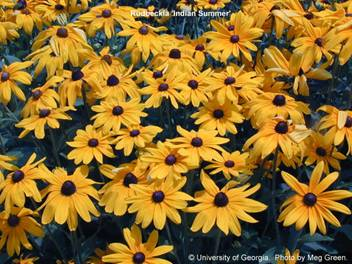 Rudbeckia 'Indian Summer'
© University of Georgia. Photo by Meg Green.